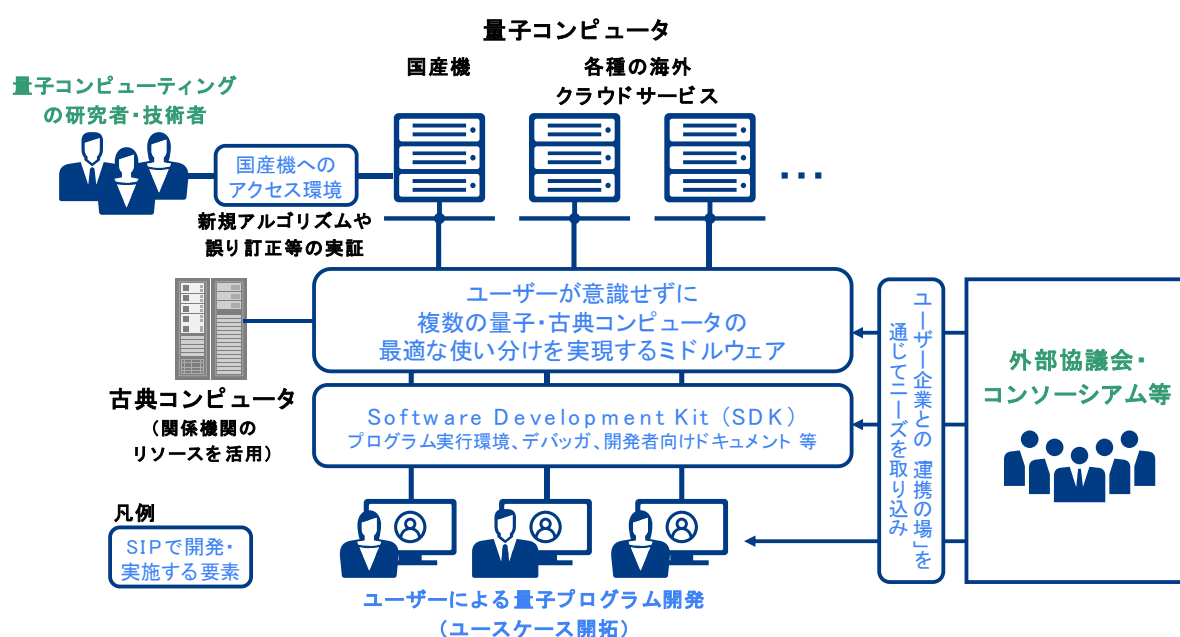 量子コンピュータ
国産機
各種の海外
クラウドサービス
量子コンピューティング
の研究者・技術者
国産機への
アクセス環境
新規アルゴリズムや
誤り訂正等の実証
ユーザーが意識せずに
複数の量子・古典コンピュータの
最適な使い分けを実現するミドルウェア
古典コンピュータ
（関係機関の
リソースを活用）
Software Development Kit（SDK）
プログラム実行環境、デバッガ、開発者向けドキュメント 等
ユーザー企業との「連携の場」を
通じてニーズを取り込み
外部協議会・
コンソーシアム等
凡例
SIPで開発・
実施する要素
ユーザーによる量子プログラム開発
（ユースケース開拓）